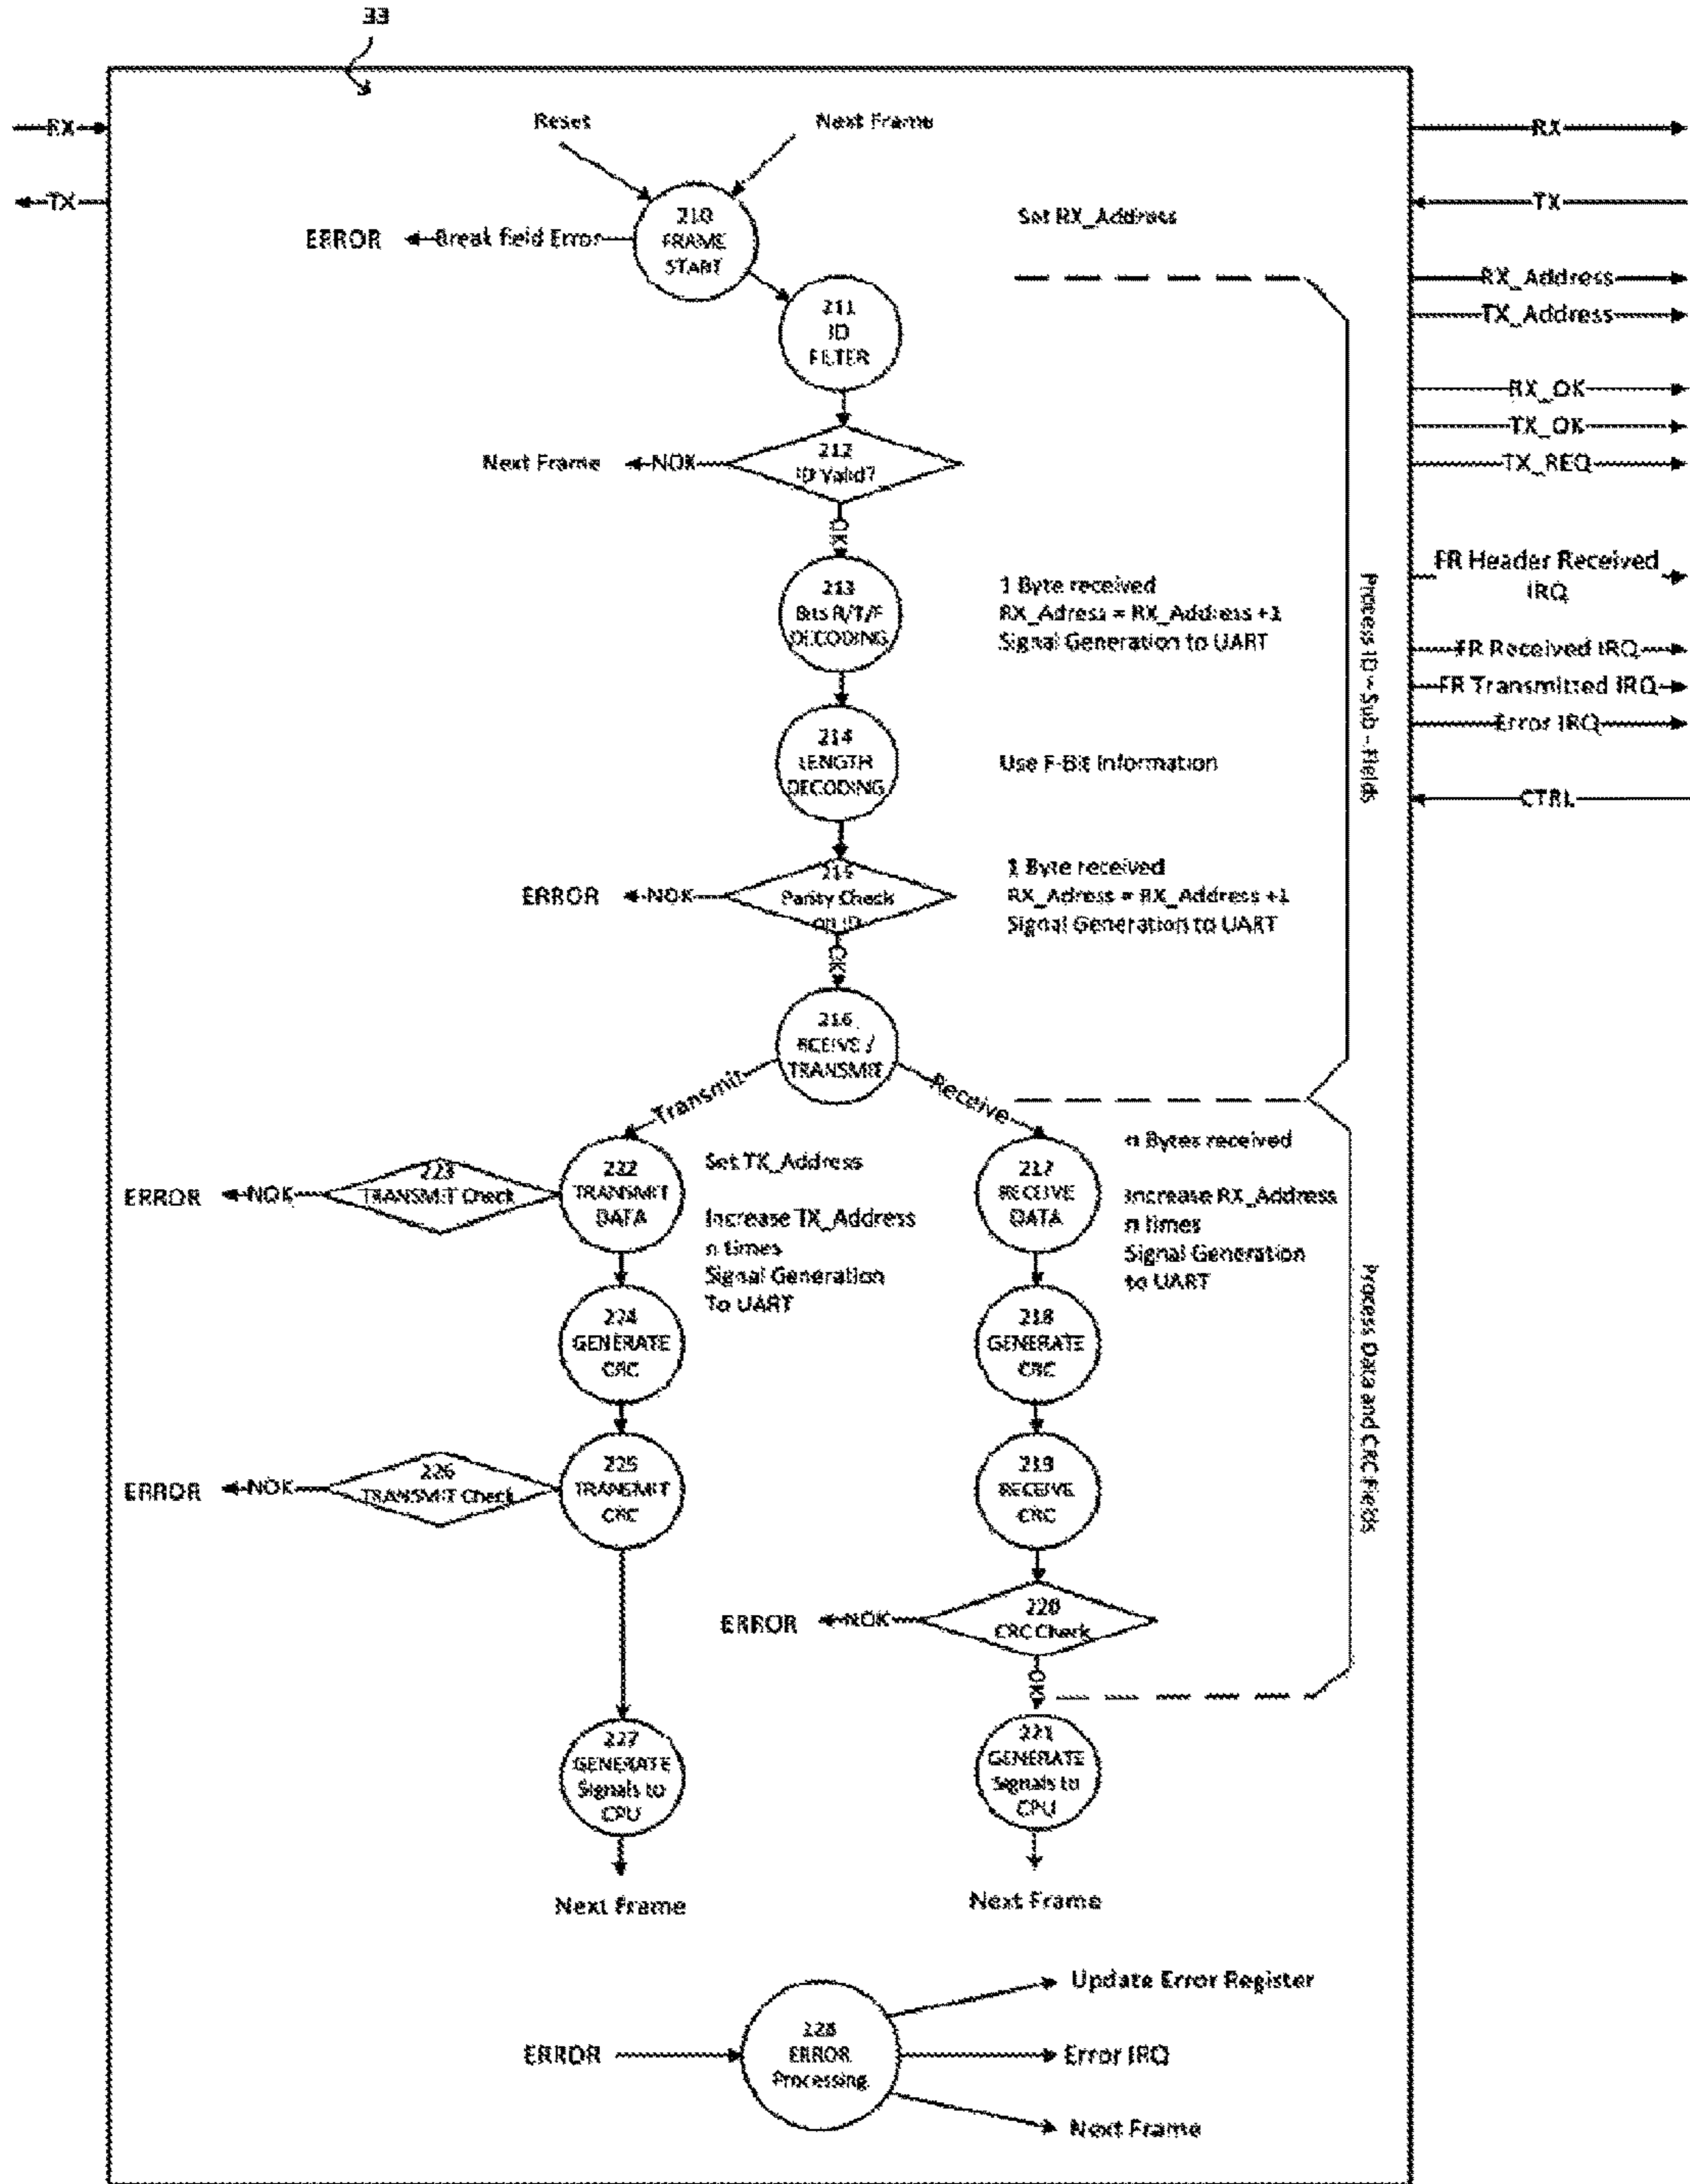 33
RX
TX
Reset
Next Frame
210
FRAME
START
ERROR
Break field Error
Set RX_Address
211
ID
FILTER
212
ID Valid?
NOK
Next Frame
OK
213
Bits R/T/F
DECODING
1 Byte received
RX_Adress = RX_Address +1
Signal Generation to UART
214
LENGTH
DECODING
Use F-Bit Information
215
Parity Check
on ID
NOK
ERROR
1 Byte received
RX_Adress = RX_Address +1
Signal Generation to UART
OK
216
RCEIVE /
TRANSMIT
Process ID - Sub - Fields
Transmit
Receive
222
TRANSMIT
DATA
223
TRANSMIT Check
NOK
ERROR
Set TX_Address
Increase TX_Address
n times
Signal Generation
To UART
217
RECEIVE
DATA
n Bytes received
Increase RX_Address
n times
Signal Generation
to UART
224
GENERATE
CRC
218
GENERATE
CRC
225
TRANSMIT
CRC
226
TRANSMIT Check
NOK
ERROR
219
RECEIVE
CRC
220
CRC Check
NOK
ERROR
OK
Process Data and CRC Fields
227
GENERATE
Signals to
CPU
Next Frame
221
GENERATE
Signals to
CPU
Next Frame
ERROR
228
ERROR
Processing
Update Error Register
Error IRQ
Next Frame
RX
TX
RX_Address
TX_Address
RX_OK
TX_OK
TX_REQ
FR Header Received
IRQ
FR Received IRQ
FR Transmitted IRQ
Error IRQ
CTRL